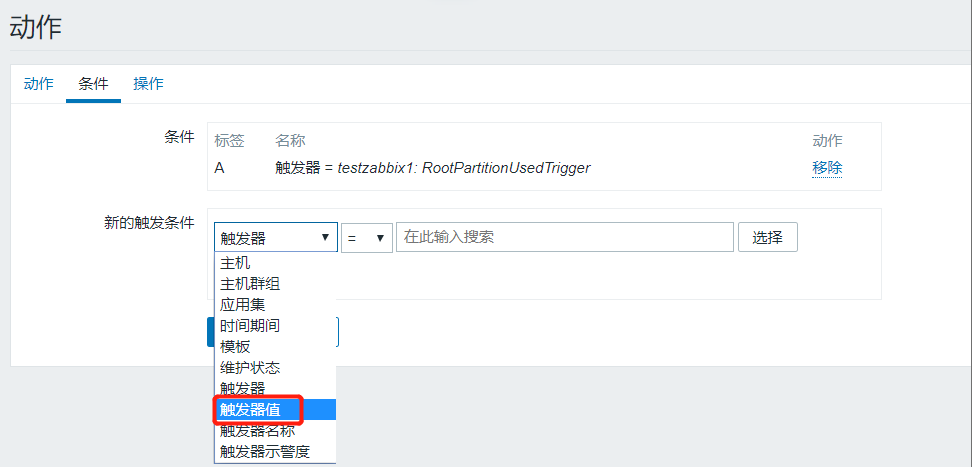 动作
动作 条件 操作
条件 标签 名称 动作
A 触发器 = testzabbix1: RootPartitionUsedTrigger 移除
新的触发条件 触发器 = 在此输入搜索 选择
主机
主机群组
应用集
时间期间
模板
维护状态
触发器
触发器值
触发器名称
触发器示警度